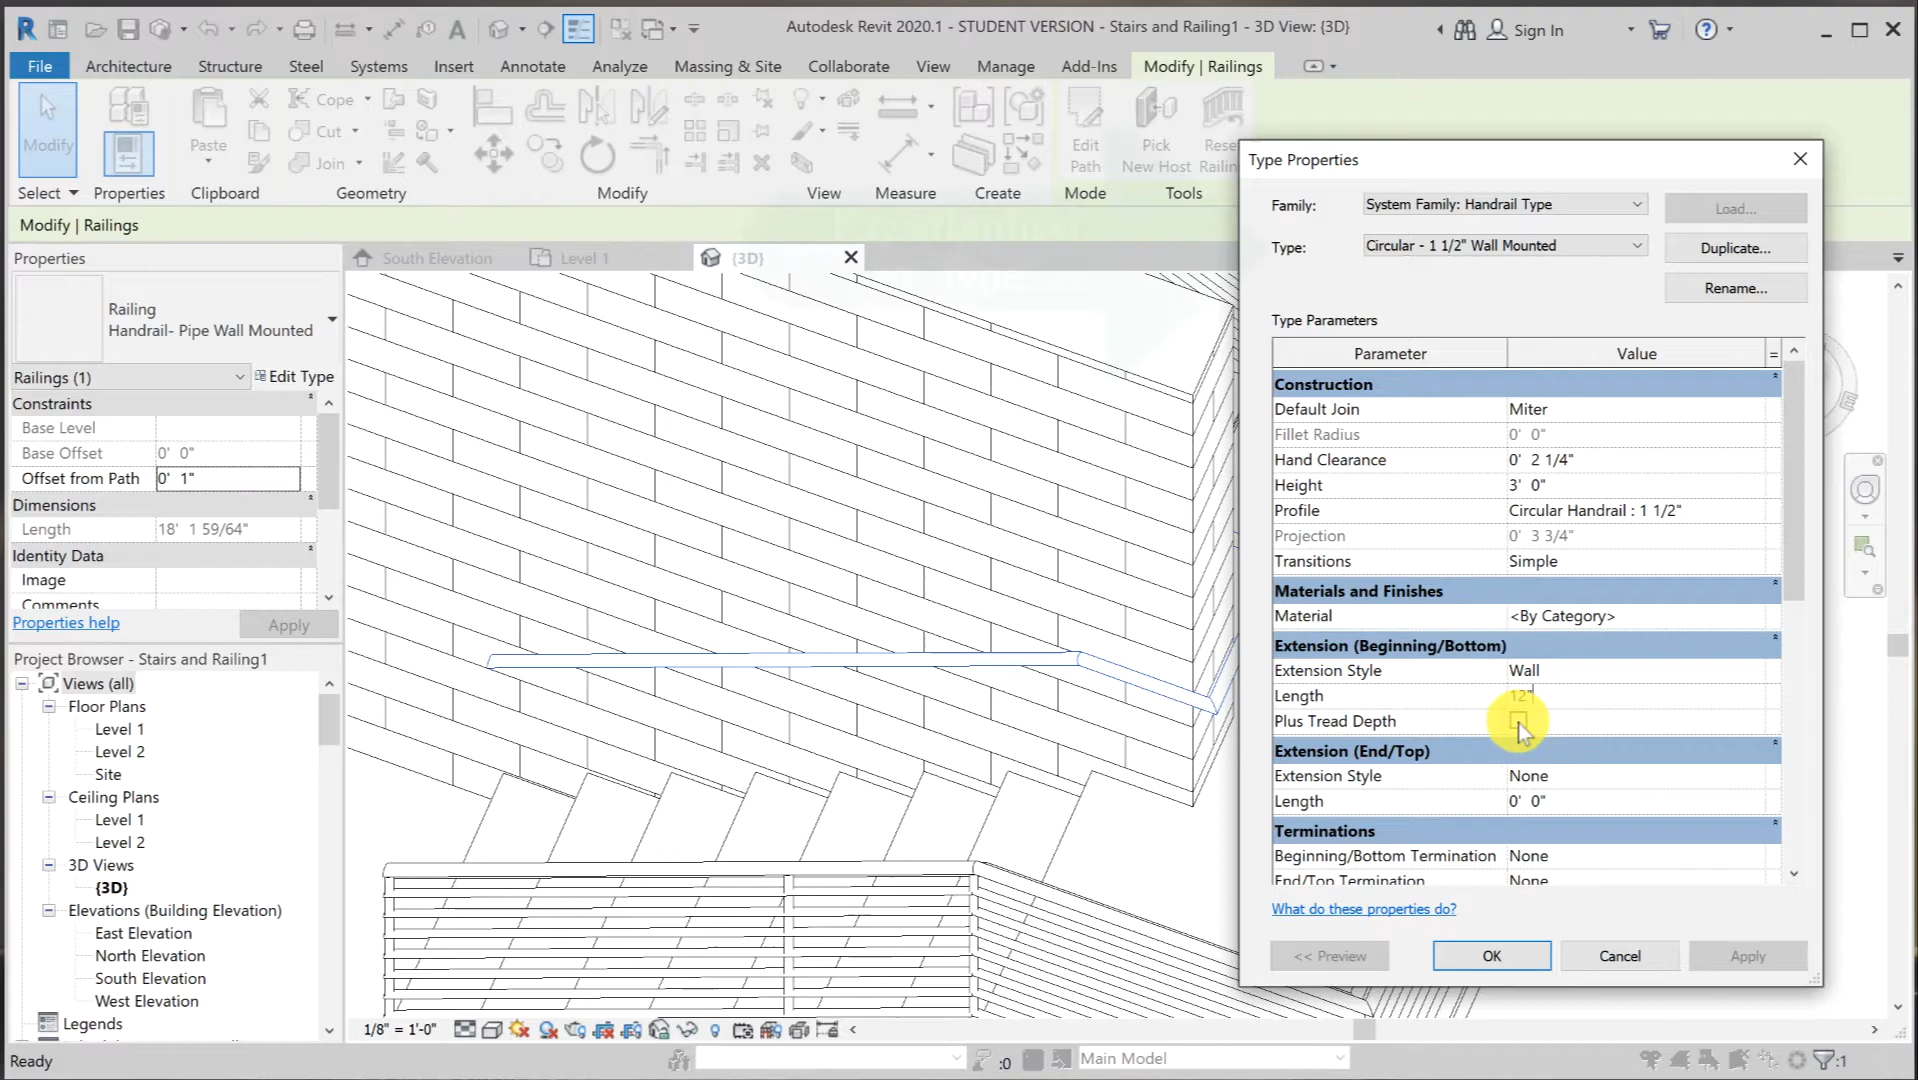 Autodesk Revit 2020.1 - STUDENT VERSION - Stairs and Railing1 - 3D View: {3D}
Sign In
File Architecture Structure Steel Systems Insert Annotate Analyze Massing & Site Collaborate View Manage Add-Ins Modify | Railings
Modify
Paste
Cope
Cut
Join
Edit
Path
Pick
New Host
Select Properties Clipboard Geometry Modify View Measure Create Mode Tools
Modify | Railings
Properties
South Elevation
Level 1
{3D}
Railing
Handrail- Pipe Wall Mounted
Railings (1)
Edit Type
Constraints
Base Level
Base Offset 0' 0"
Offset from Path 0' 1"
Dimensions
Length 18' 1 59/64"
Identity Data
Image
Comments
Properties help
Apply
Project Browser - Stairs and Railing1
Views (all)
Floor Plans
Level 1
Level 2
Site
Ceiling Plans
Level 1
Level 2
3D Views
{3D}
Elevations (Building Elevation)
East Elevation
North Elevation
South Elevation
West Elevation
Legends
Type Properties
Family: System Family: Handrail Type
Load...
Type: Circular - 1 1/2" Wall Mounted
Duplicate...
Rename...
Type Parameters
Parameter Value =
Construction
Default Join Miter
Fillet Radius 0' 0"
Hand Clearance 0' 2 1/4"
Height 3' 0"
Profile Circular Handrail : 1 1/2"
Projection 0' 3 3/4"
Transitions Simple
Materials and Finishes
Material <By Category>
Extension (Beginning/Bottom)
Extension Style Wall
Length 12"
Plus Tread Depth
Extension (End/Top)
Extension Style None
Length 0' 0"
Terminations
Beginning/Bottom Termination None
End/Top Termination None
What do these properties do?
<< Preview OK Cancel Apply
1/8" = 1'-0"
Ready
:0
Main Model
:1